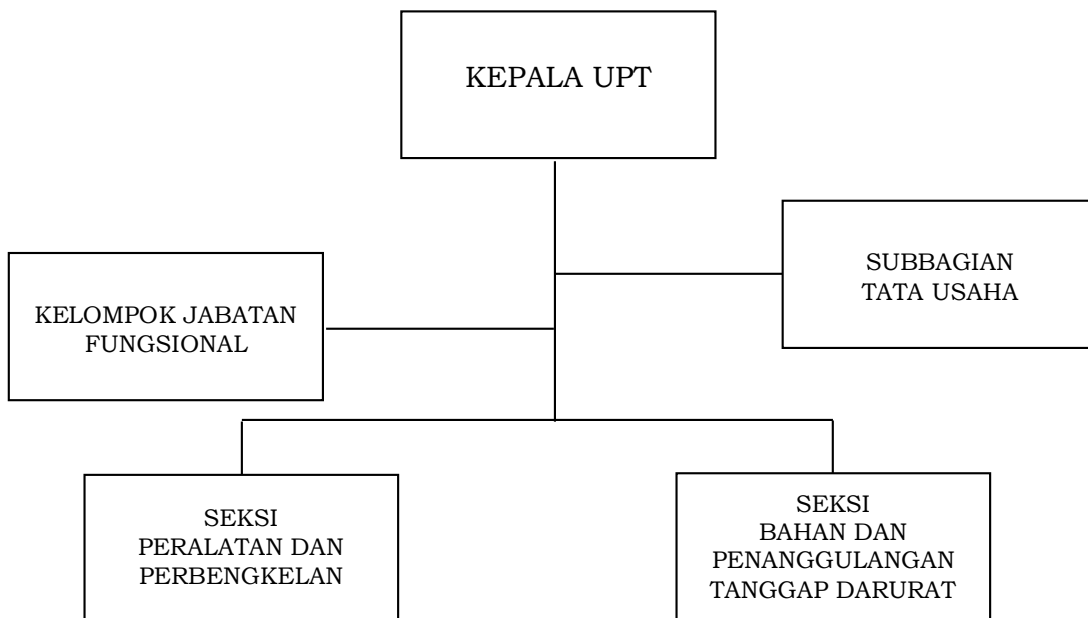 KEPALA UPT
SUBBAGIAN
TATA USAHA
KELOMPOK JABATAN
FUNGSIONAL
SEKSI
PERALATAN DAN
PERBENGKELAN
SEKSI
BAHAN DAN
PENANGGULANGAN
TANGGAP DARURAT